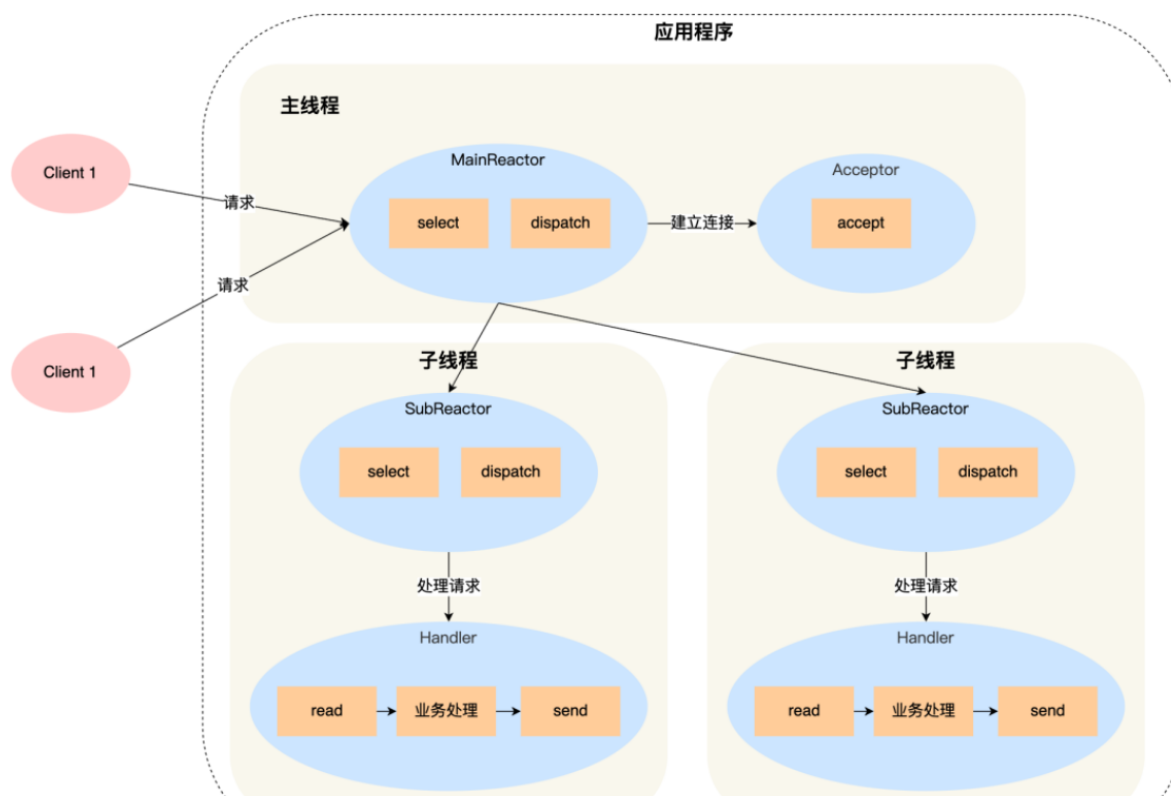 应用程序
主线程
MainReactor
Acceptor
Client 1
select
dispatch
accept
请求
建立连接
请求
Client 1
子线程
子线程
SubReactor
SubReactor
select
dispatch
select
dispatch
处理请求
处理请求
Handler
Handler
read
业务处理
send
read
业务处理
send